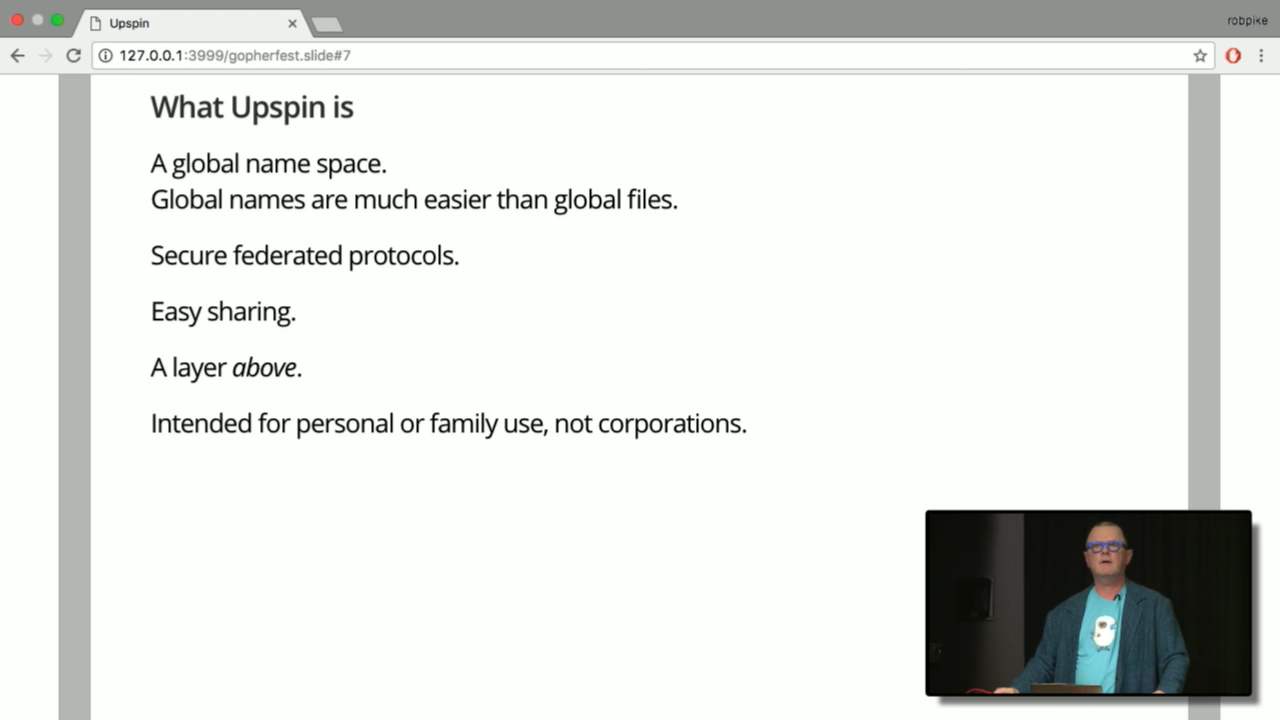 Upspin
robpike
127.0.0.1:3999/gopherfest.slide#7
What Upspin is
A global name space.
Global names are much easier than global files.
Secure federated protocols.
Easy sharing.
A layer above.
Intended for personal or family use, not corporations.